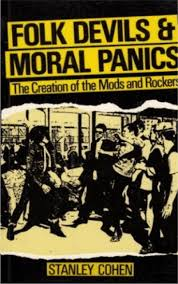 FOLK DEVILS &
MORAL PANICS
The Creation of the Mods and Rockers
STANLEY COHEN